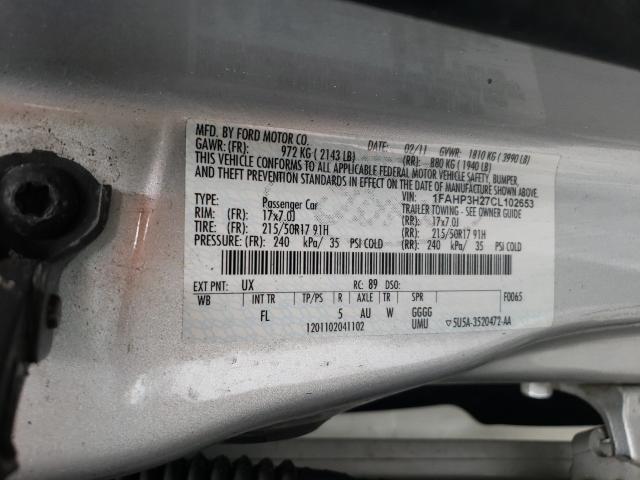 MFD. BY FORD MOTOR CO.
DATE: 02/11 GVWR: 1810 KG ( 3990 LB)
GAWR: (FR): 972 KG ( 2143 LB) (RR): 880 KG ( 1940 LB)
THIS VEHICLE CONFORMS TO ALL APPLICABLE FEDERAL MOTOR VEHICLE SAFETY, BUMPER
AND THEFT PREVENTION STANDARDS IN EFFECT ON THE DATE OF MANUFACTURE SHOWN ABOVE.
VIN: 1FAHP3H27CL102653
TYPE: Passenger Car TRAILER TOWING - SEE OWNER GUIDE
RIM: (FR): 17x7.0J (RR): 17x7.0J
TIRE: (FR): 215/50R17 91H (RR): 215/50R17 91H
PRESSURE: (FR): 240 kPa/ 35 PSI COLD (RR): 240 kPa/ 35 PSI COLD
EXT PNT: UX RC: 89 DSO:
WB INT TR TP/PS R AXLE TR SPR F0065
FL 5 AU W GGGG
1201102041102 UMU ▽5U5A-3520472-AA